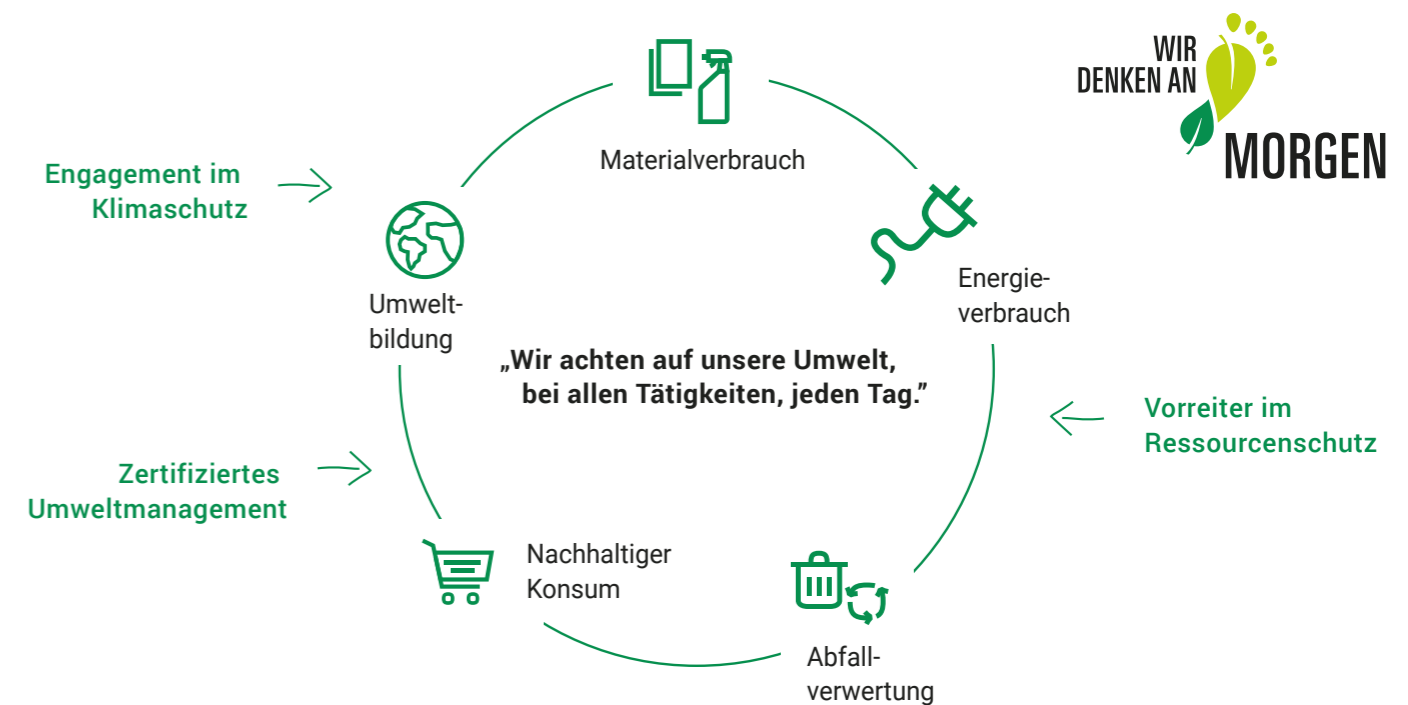 WIR
DENKEN AN
MORGEN
Materialverbrauch
Engagement im
Klimaschutz
Energie-
verbrauch
Umwelt-
bildung
„Wir achten auf unsere Umwelt,
bei allen Tätigkeiten, jeden Tag.”
Vorreiter im
Ressourcenschutz
Zertifiziertes
Umweltmanagement
Nachhaltiger
Konsum
Abfall-
verwertung